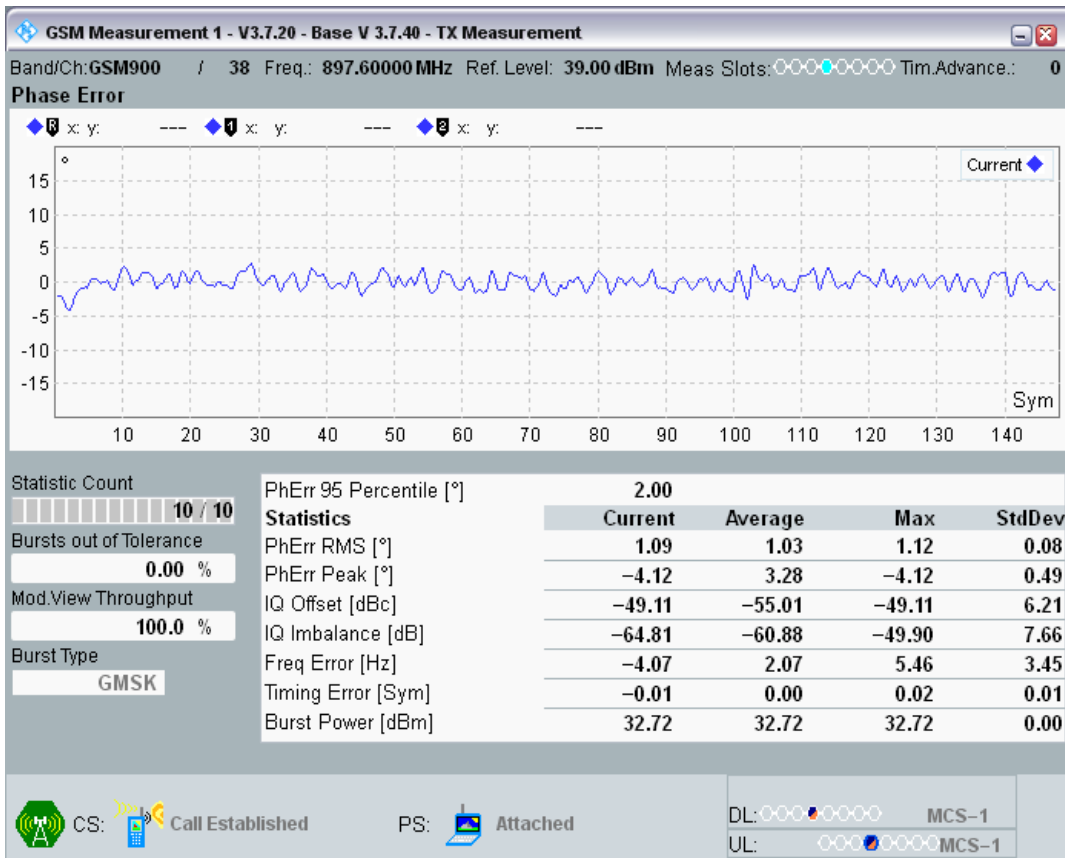 GSM Measurement 1 - V3.7.20 - Base V 3.7.40 - TX Measurement
Band/Ch:GSM900 / 38 Freq.: 897.60000 MHz Ref. Level: 39.00 dBm Meas Slots: Tim.Advance.: 0
Phase Error
R x: y: --- 1 x: y: --- 2 x: y: ---
°
Current
15
10
5
0
-5
-10
-15
Sym
10 20 30 40 50 60 70 80 90 100 110 120 130 140
Statistic Count
10 / 10
Bursts out of Tolerance
0.00 %
Mod.View Throughput
100.0 %
Burst Type
GMSK
PhErr 95 Percentile [°] 2.00
Statistics Current Average Max StdDev
PhErr RMS [°] 1.09 1.03 1.12 0.08
PhErr Peak [°] −4.12 3.28 −4.12 0.49
IQ Offset [dBc] −49.11 −55.01 −49.11 6.21
IQ Imbalance [dB] −64.81 −60.88 −49.90 7.66
Freq Error [Hz] −4.07 2.07 5.46 3.45
Timing Error [Sym] −0.01 0.00 0.02 0.01
Burst Power [dBm] 32.72 32.72 32.72 0.00
CS: Call Established PS: Attached
DL: MCS−1
UL: MCS−1